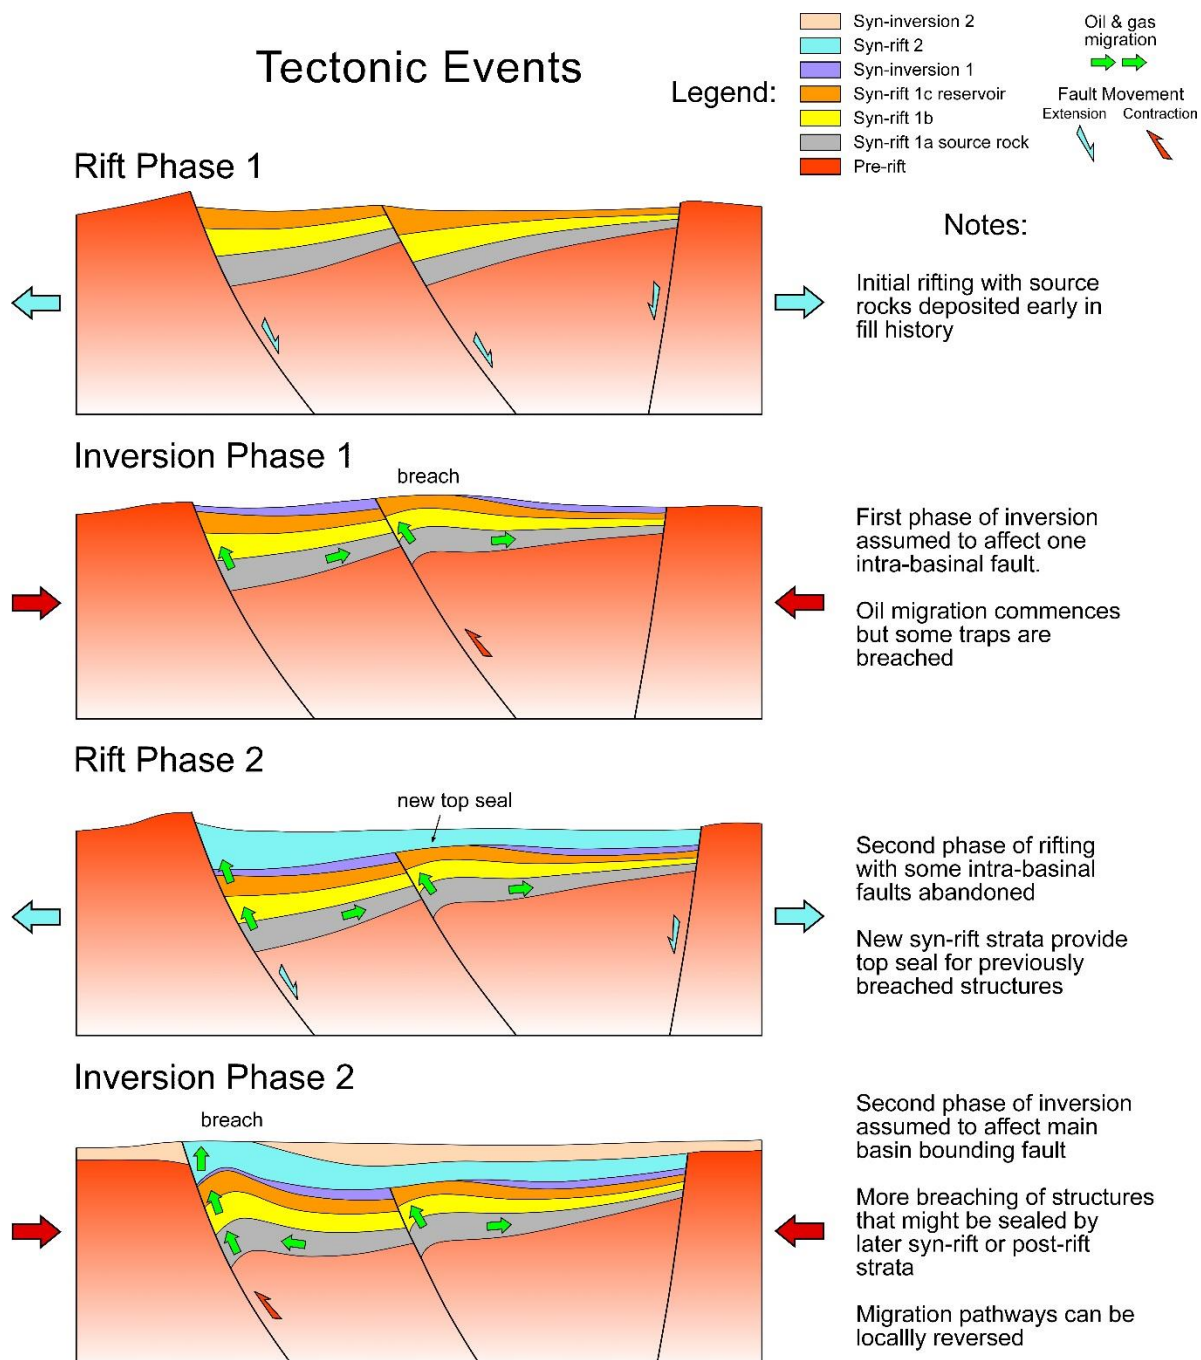 Tectonic Events
Legend:
Syn-inversion 2
Syn-rift 2
Syn-inversion 1
Syn-rift 1c reservoir
Syn-rift 1b
Syn-rift 1a source rock
Pre-rift
Oil & gas
migration
Fault Movement
Extension Contraction
Rift Phase 1
Notes:
Initial rifting with source
rocks deposited early in
fill history
Inversion Phase 1
breach
First phase of inversion
assumed to affect one
intra-basinal fault.
Oil migration commences
but some traps are
breached
Rift Phase 2
new top seal
Second phase of rifting
with some intra-basinal
faults abandoned
New syn-rift strata provide
top seal for previously
breached structures
Inversion Phase 2
breach
Second phase of inversion
assumed to affect main
basin bounding fault
More breaching of structures
that might be sealed by
later syn-rift or post-rift
strata
Migration pathways can be
locallly reversed